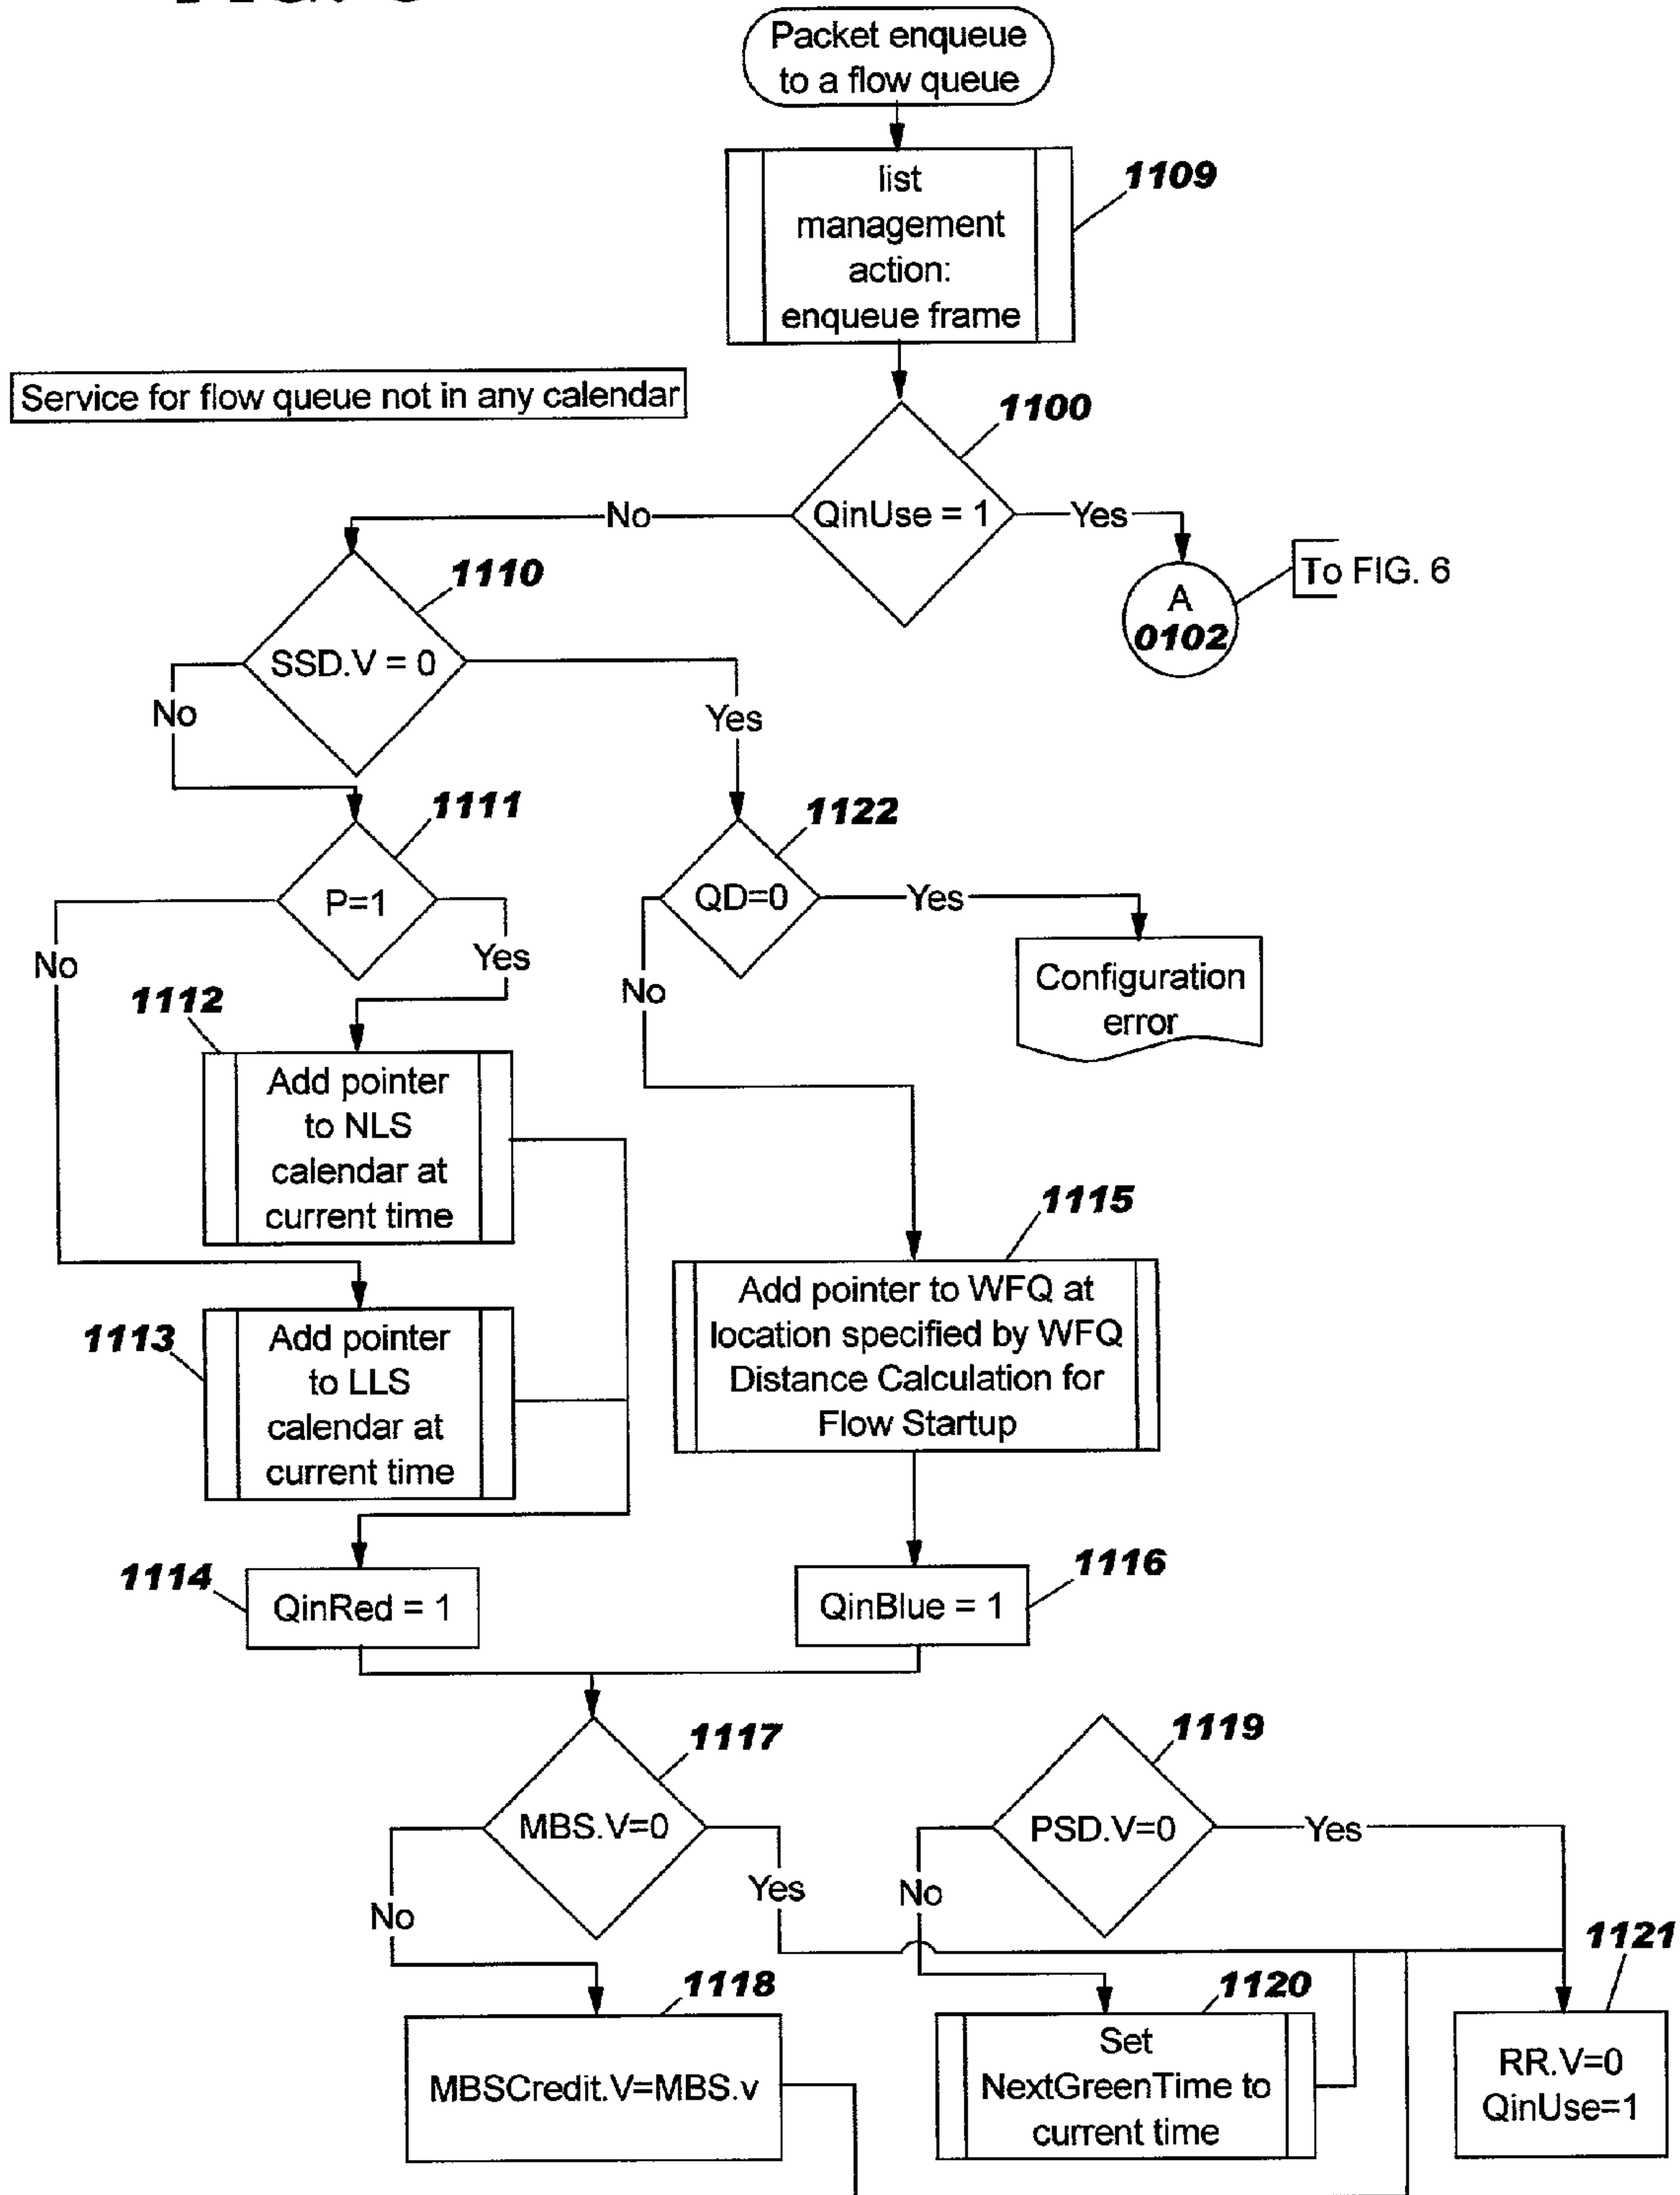 Packet enqueue
to a flow queue
list
management
action:
enqueue frame
1109
Service for flow queue not in any calendar
1100
QinUse = 1
No
Yes
To FIG. 6
A
0102
1110
SSD.V = 0
No
Yes
1111
P=1
No
Yes
1122
QD=0
Yes
No
Configuration
error
1112
Add pointer
to NLS
calendar at
current time
1115
Add pointer to WFQ at
location specified by WFQ
Distance Calculation for
Flow Startup
1113
Add pointer
to LLS
calendar at
current time
1114
QinRed = 1
1116
QinBlue = 1
1117
MBS.V=0
No
Yes
1119
PSD.V=0
No
Yes
1118
MBSCredit.V=MBS.v
1120
Set
NextGreenTime to
current time
1121
RR.V=0
QinUse=1